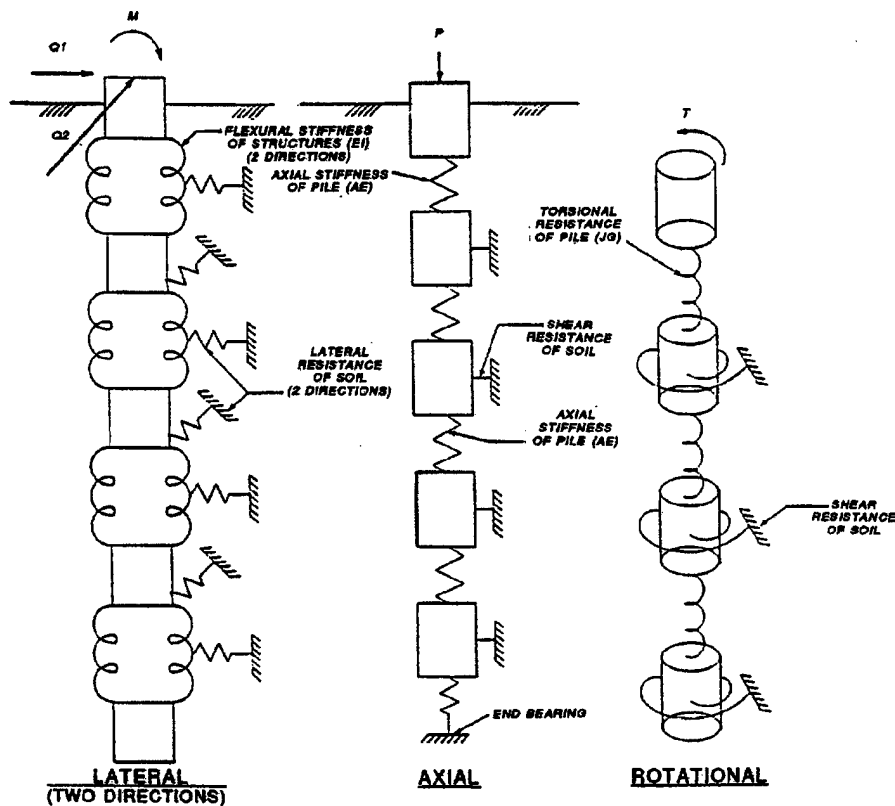 M
Q1
Q2
FLEXURAL STIFFNESS
OF STRUCTURES (EI)
(2 DIRECTIONS)
LATERAL
RESISTANCE
OF SOIL
(2 DIRECTIONS)
LATERAL
(TWO DIRECTIONS)
P
AXIAL STIFFNESS
OF PILE (AE)
SHEAR
RESISTANCE
OF SOIL
AXIAL
STIFFNESS
OF PILE (AE)
END BEARING
AXIAL
T
TORSIONAL
RESISTANCE
OF PILE (JG)
SHEAR
RESISTANCE
OF SOIL
ROTATIONAL